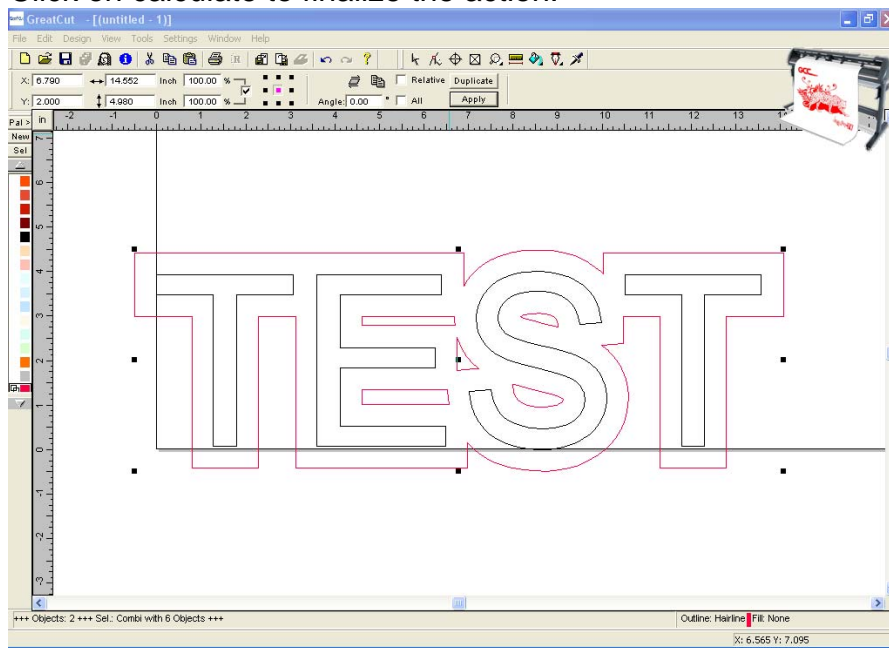 Click on calculate to finalize the action.
GreatCut - [(untitled - 1)]
File Edit Design View Tools Settings Window Help
X: 6.790 14.552 Inch 100.00 % Relative Duplicate
Y: 2.000 4.980 Inch 100.00 % Angle: 0.00 ° All Apply
Pal > in -2 -1 0 1 2 3 4 5 6 7 8 9 10 11 12 13
New
Sel
GCC
7
6
5
4
3
2
1
0
-1
-2
-3
TEST
+++ Objects: 2 +++ Sel.: Combi with 6 Objects +++ Outline: Hairline Fill: None
X: 6.565 Y: 7.095